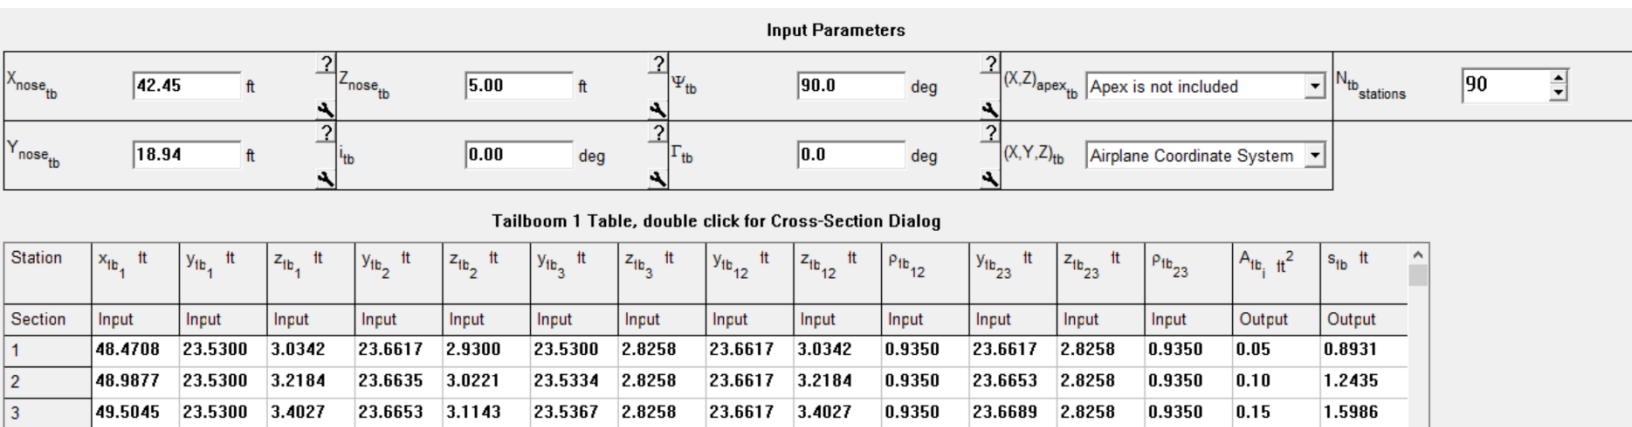 Input Parameters
Xnose_tb 42.45 ft ? Znose_tb 5.00 ft ? Ψtb 90.0 deg ? (X,Z)apex_tb Apex is not included Ntb_stations 90
Ynose_tb 18.94 ft ? itb 0.00 deg ? Γtb 0.0 deg ? (X,Y,Z)tb Airplane Coordinate System
Tailboom 1 Table, double click for Cross-Section Dialog
Station xtb1 ft ytb1 ft ztb1 ft ytb2 ft ztb2 ft ytb3 ft ztb3 ft ytb12 ft ztb12 ft ρtb12 ytb23 ft ztb23 ft ρtb23 Atbi ft2 stb ft
Section Input Input Input Input Input Input Input Input Input Input Input Input Input Output Output
1 48.4708 23.5300 3.0342 23.6617 2.9300 23.5300 2.8258 23.6617 3.0342 0.9350 23.6617 2.8258 0.9350 0.05 0.8931
2 48.9877 23.5300 3.2184 23.6635 3.0221 23.5334 2.8258 23.6617 3.2184 0.9350 23.6653 2.8258 0.9350 0.10 1.2435
3 49.5045 23.5300 3.4027 23.6653 3.1143 23.5367 2.8258 23.6617 3.4027 0.9350 23.6689 2.8258 0.9350 0.15 1.5986